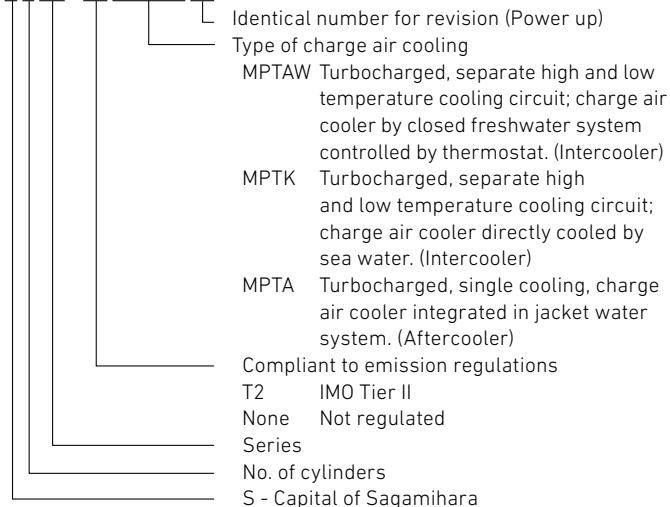 Identical number for revision (Power up)
Type of charge air cooling
MPTAW Turbocharged, separate high and low
temperature cooling circuit; charge air
cooler by closed freshwater system
controlled by thermostat. (Intercooler)
MPTK Turbocharged, separate high
and low temperature cooling circuit;
charge air cooler directly cooled by
sea water. (Intercooler)
MPTA Turbocharged, single cooling, charge
air cooler integrated in jacket water
system. (Aftercooler)
Compliant to emission regulations
T2 IMO Tier II
None Not regulated
Series
No. of cylinders
S - Capital of Sagamihara